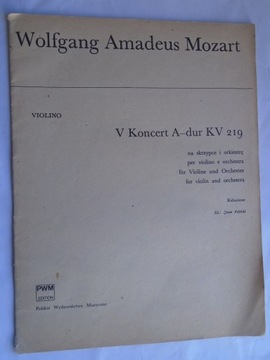 Wolfgang Amadeus Mozart
VIOLINO
V Koncert A-dur KV 219
na skrzypce i orkiestrę
per violino e orchestra
für Violine und Orchester
for violin and orchestra
PWM
EDITION
Polskie Wydawnictwo Muzyczne